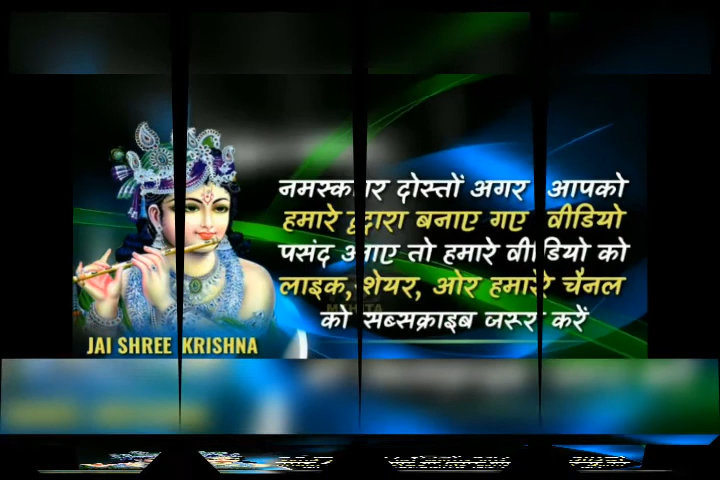 नमस्कार दोस्तों अगर आपको
हमारे द्वारा बनाए गए वीडियो
पसंद आए तो हमारे वीडियो को
लाइक, शेयर, ओर हमारे चैनल
को सब्सक्राइब जरूर करें
JAI SHREE KRISHNA